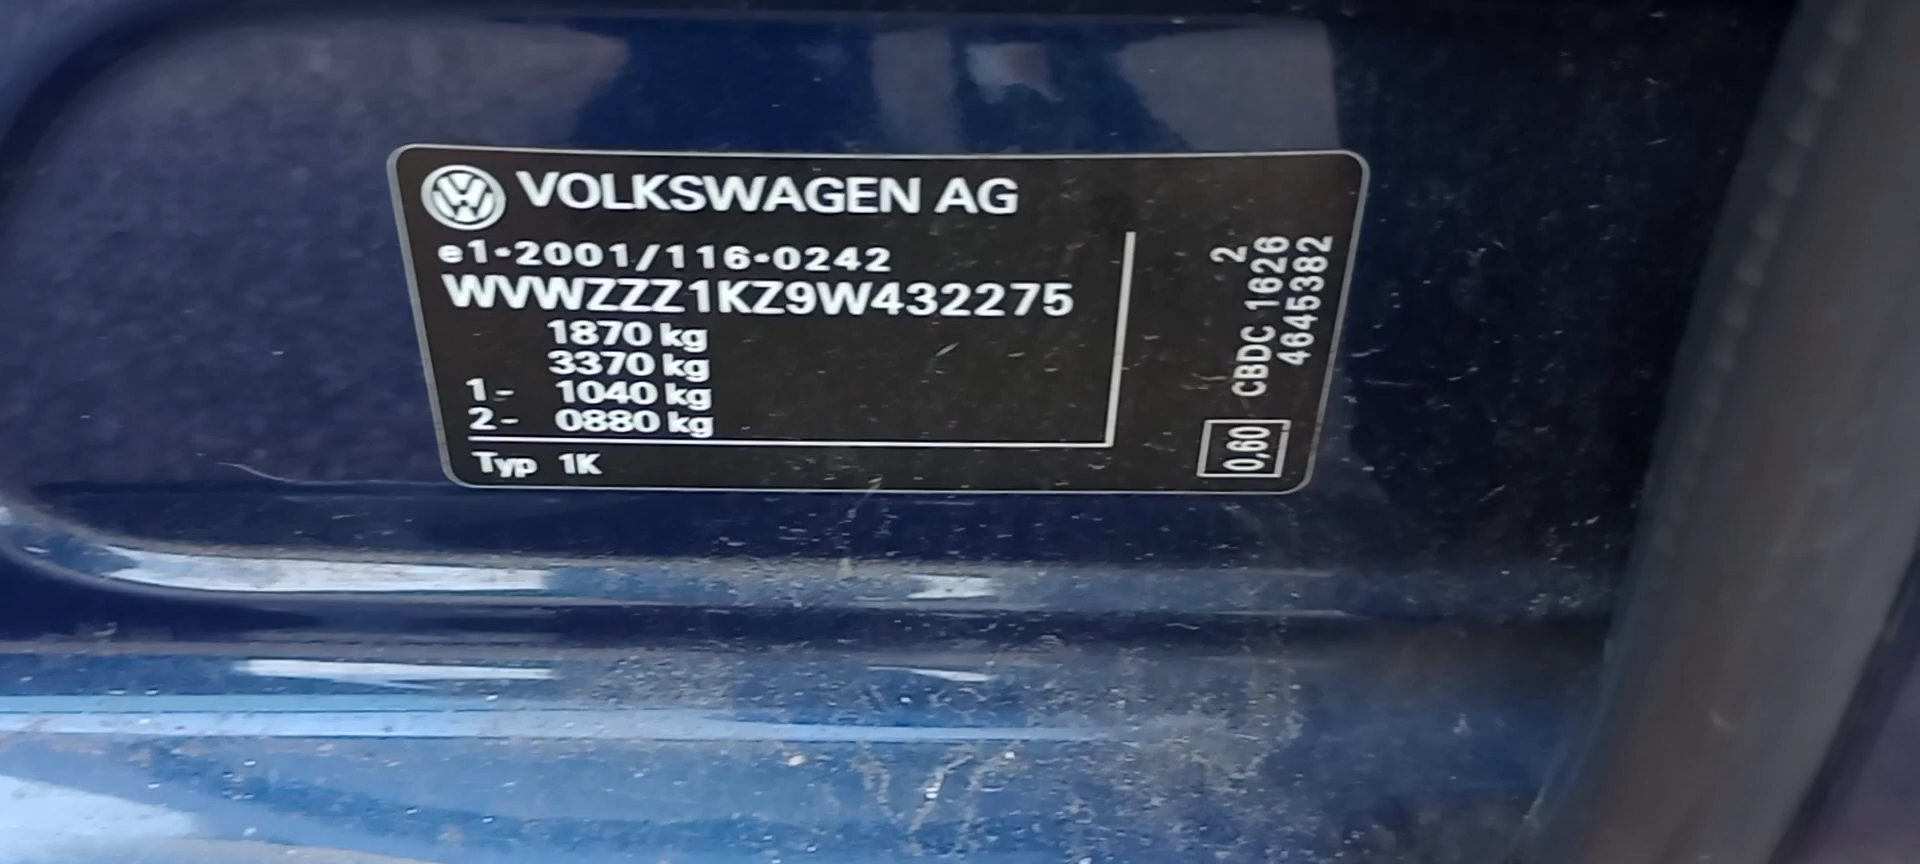 VOLKSWAGEN AG
e1*2001/116*0242
WVWZZZ1KZ9W432275
1870 kg
3370 kg
1- 1040 kg
2- 0880 kg
Typ 1K
2
CBDC 1626
4645382
0,60